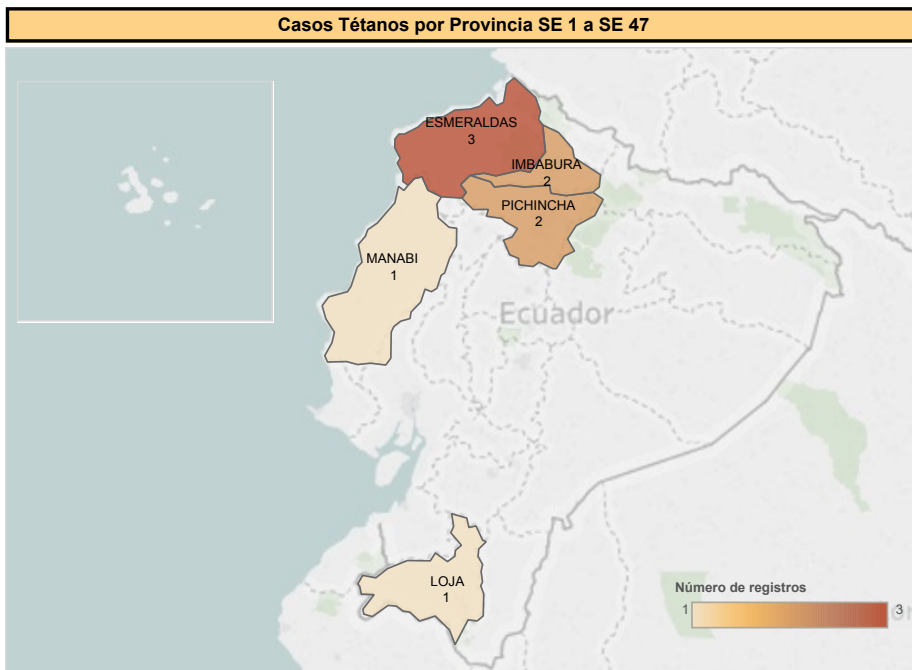 Casos Tétanos por Provincia SE 1 a SE 47
ESMERALDAS
3
IMBABURA
2
PICHINCHA
2
MANABI
1
Ecuador
LOJA
1
Número de registros
1
3